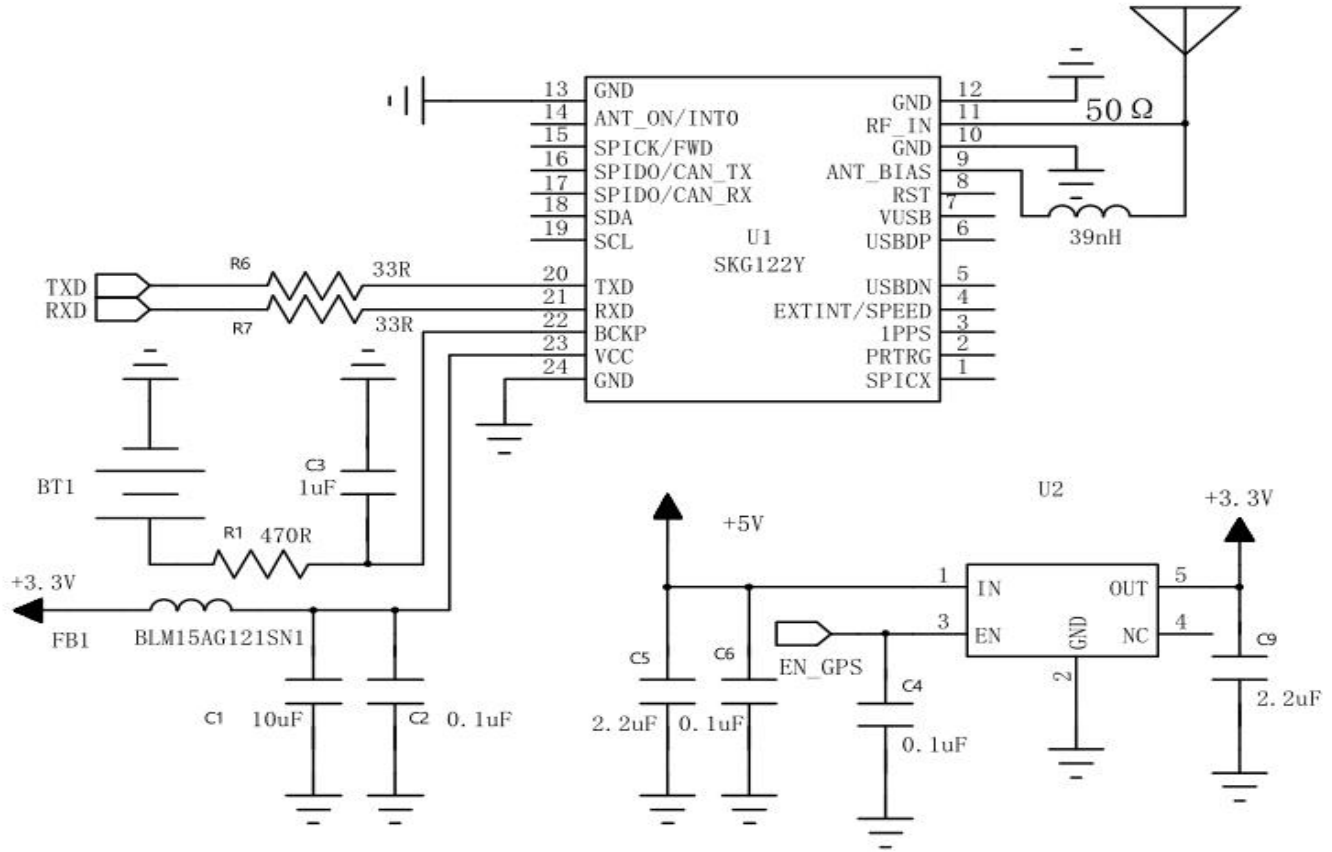 13 GND
14 ANT_ON/INT0
15 SPICK/FWD
16 SPIDO/CAN_TX
17 SPIDO/CAN_RX
18 SDA
19 SCL
20 TXD
21 RXD
22 BCKP
23 VCC
24 GND
U1
SKG122Y
GND 12
RF_IN 11
GND 10
ANT_BIAS 9
RST 8
VUSB 7
USBDP 6
USBDN 5
EXTINT/SPEED 4
1PPS 3
PRTRG 2
SPICX 1
50Ω
39nH
TXD
RXD
R6 33R
R7 33R
BT1
C3
1uF
R1 470R
+3.3V
FB1 BLM15AG121SN1
C1 10uF
C2 0.1uF
+5V
U2
+3.3V
1 IN
3 EN
GND
2
OUT 5
NC 4
EN_GPS
C5
2.2uF
C6
0.1uF
C4
0.1uF
C9
2.2uF